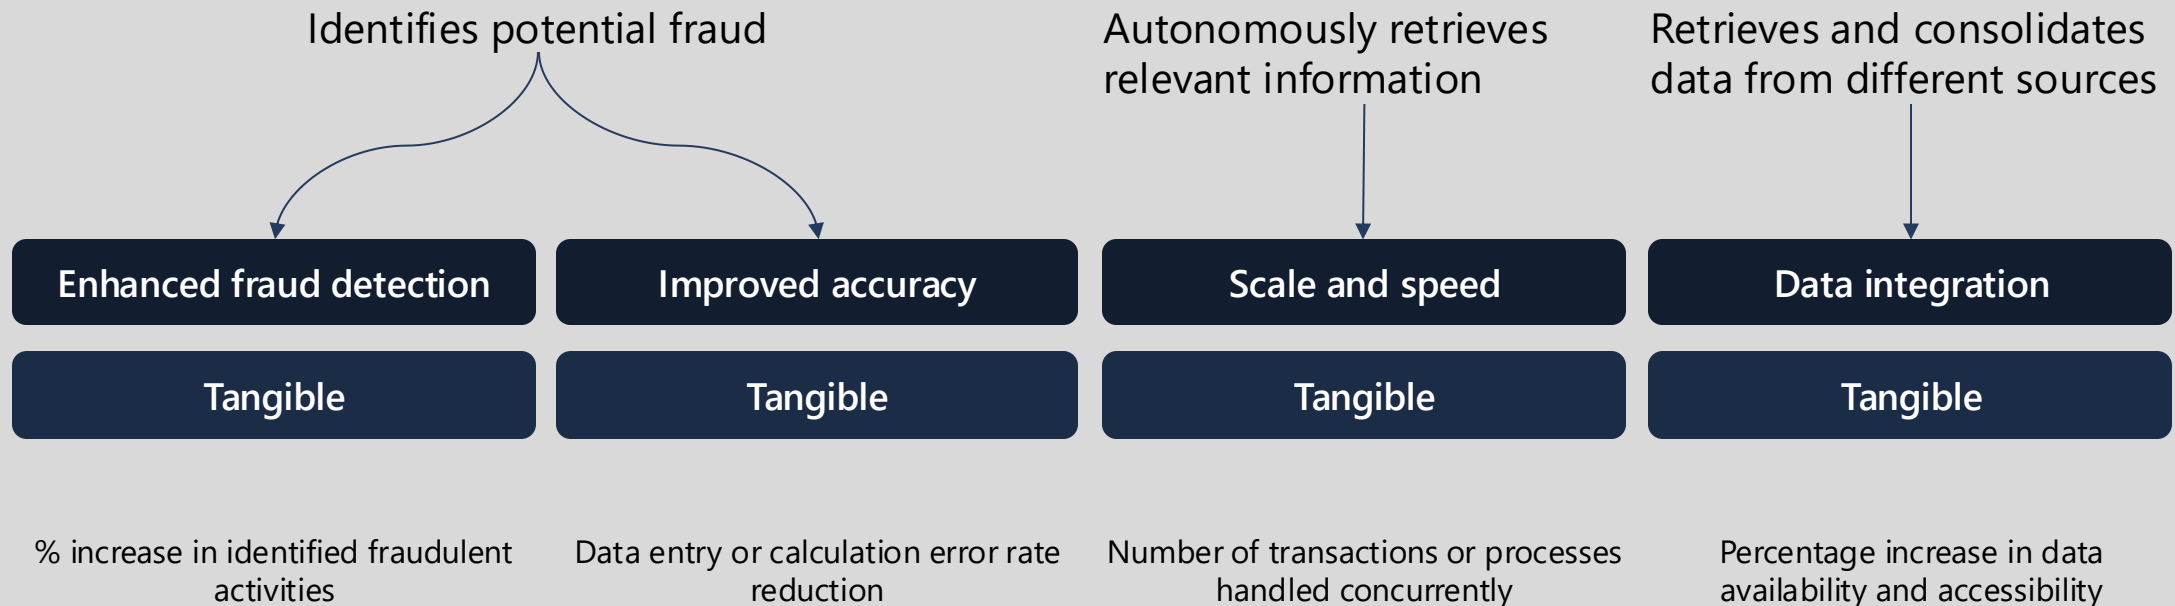 Identifies potential fraud
Autonomously retrieves
relevant information
Retrieves and consolidates
data from different sources
Enhanced fraud detection
Improved accuracy
Scale and speed
Data integration
Tangible
Tangible
Tangible
Tangible
% increase in identified fraudulent
activities
Data entry or calculation error rate
reduction
Number of transactions or processes
handled concurrently
Percentage increase in data
availability and accessibility